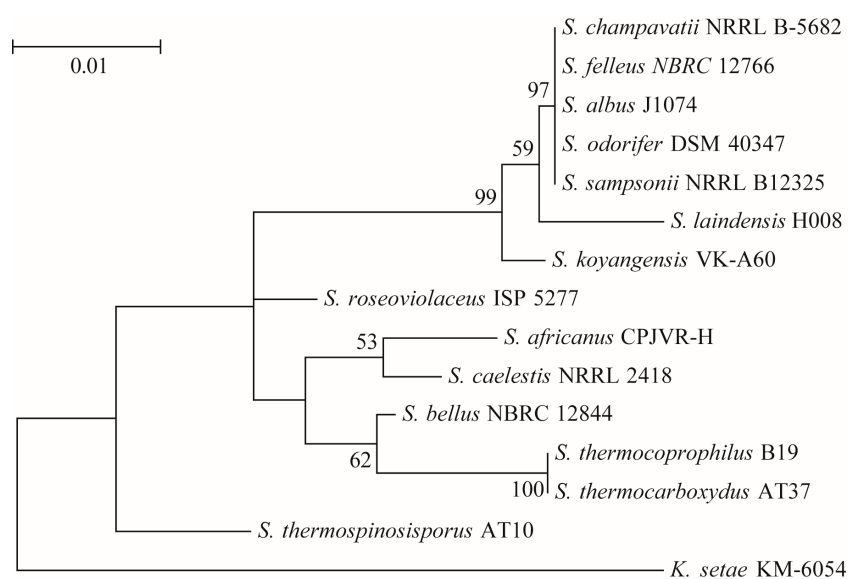 S. champavatii NRRL B-5682
0.01
S. felleus NBRC 12766
97
S. albus J1074
59
S. odorifer DSM 40347
S. sampsonii NRRL B12325
99
S. laindensis H008
S. koyangensis VK-A60
S. roseoviolaceus ISP 5277
53
S. africanus CPJVR-H
S. caelestis NRRL 2418
S. bellus NBRC 12844
62
S. thermocoprophilus B19
100
S. thermocarboxydus AT37
S. thermospinosisporus AT10
K. setae KM-6054